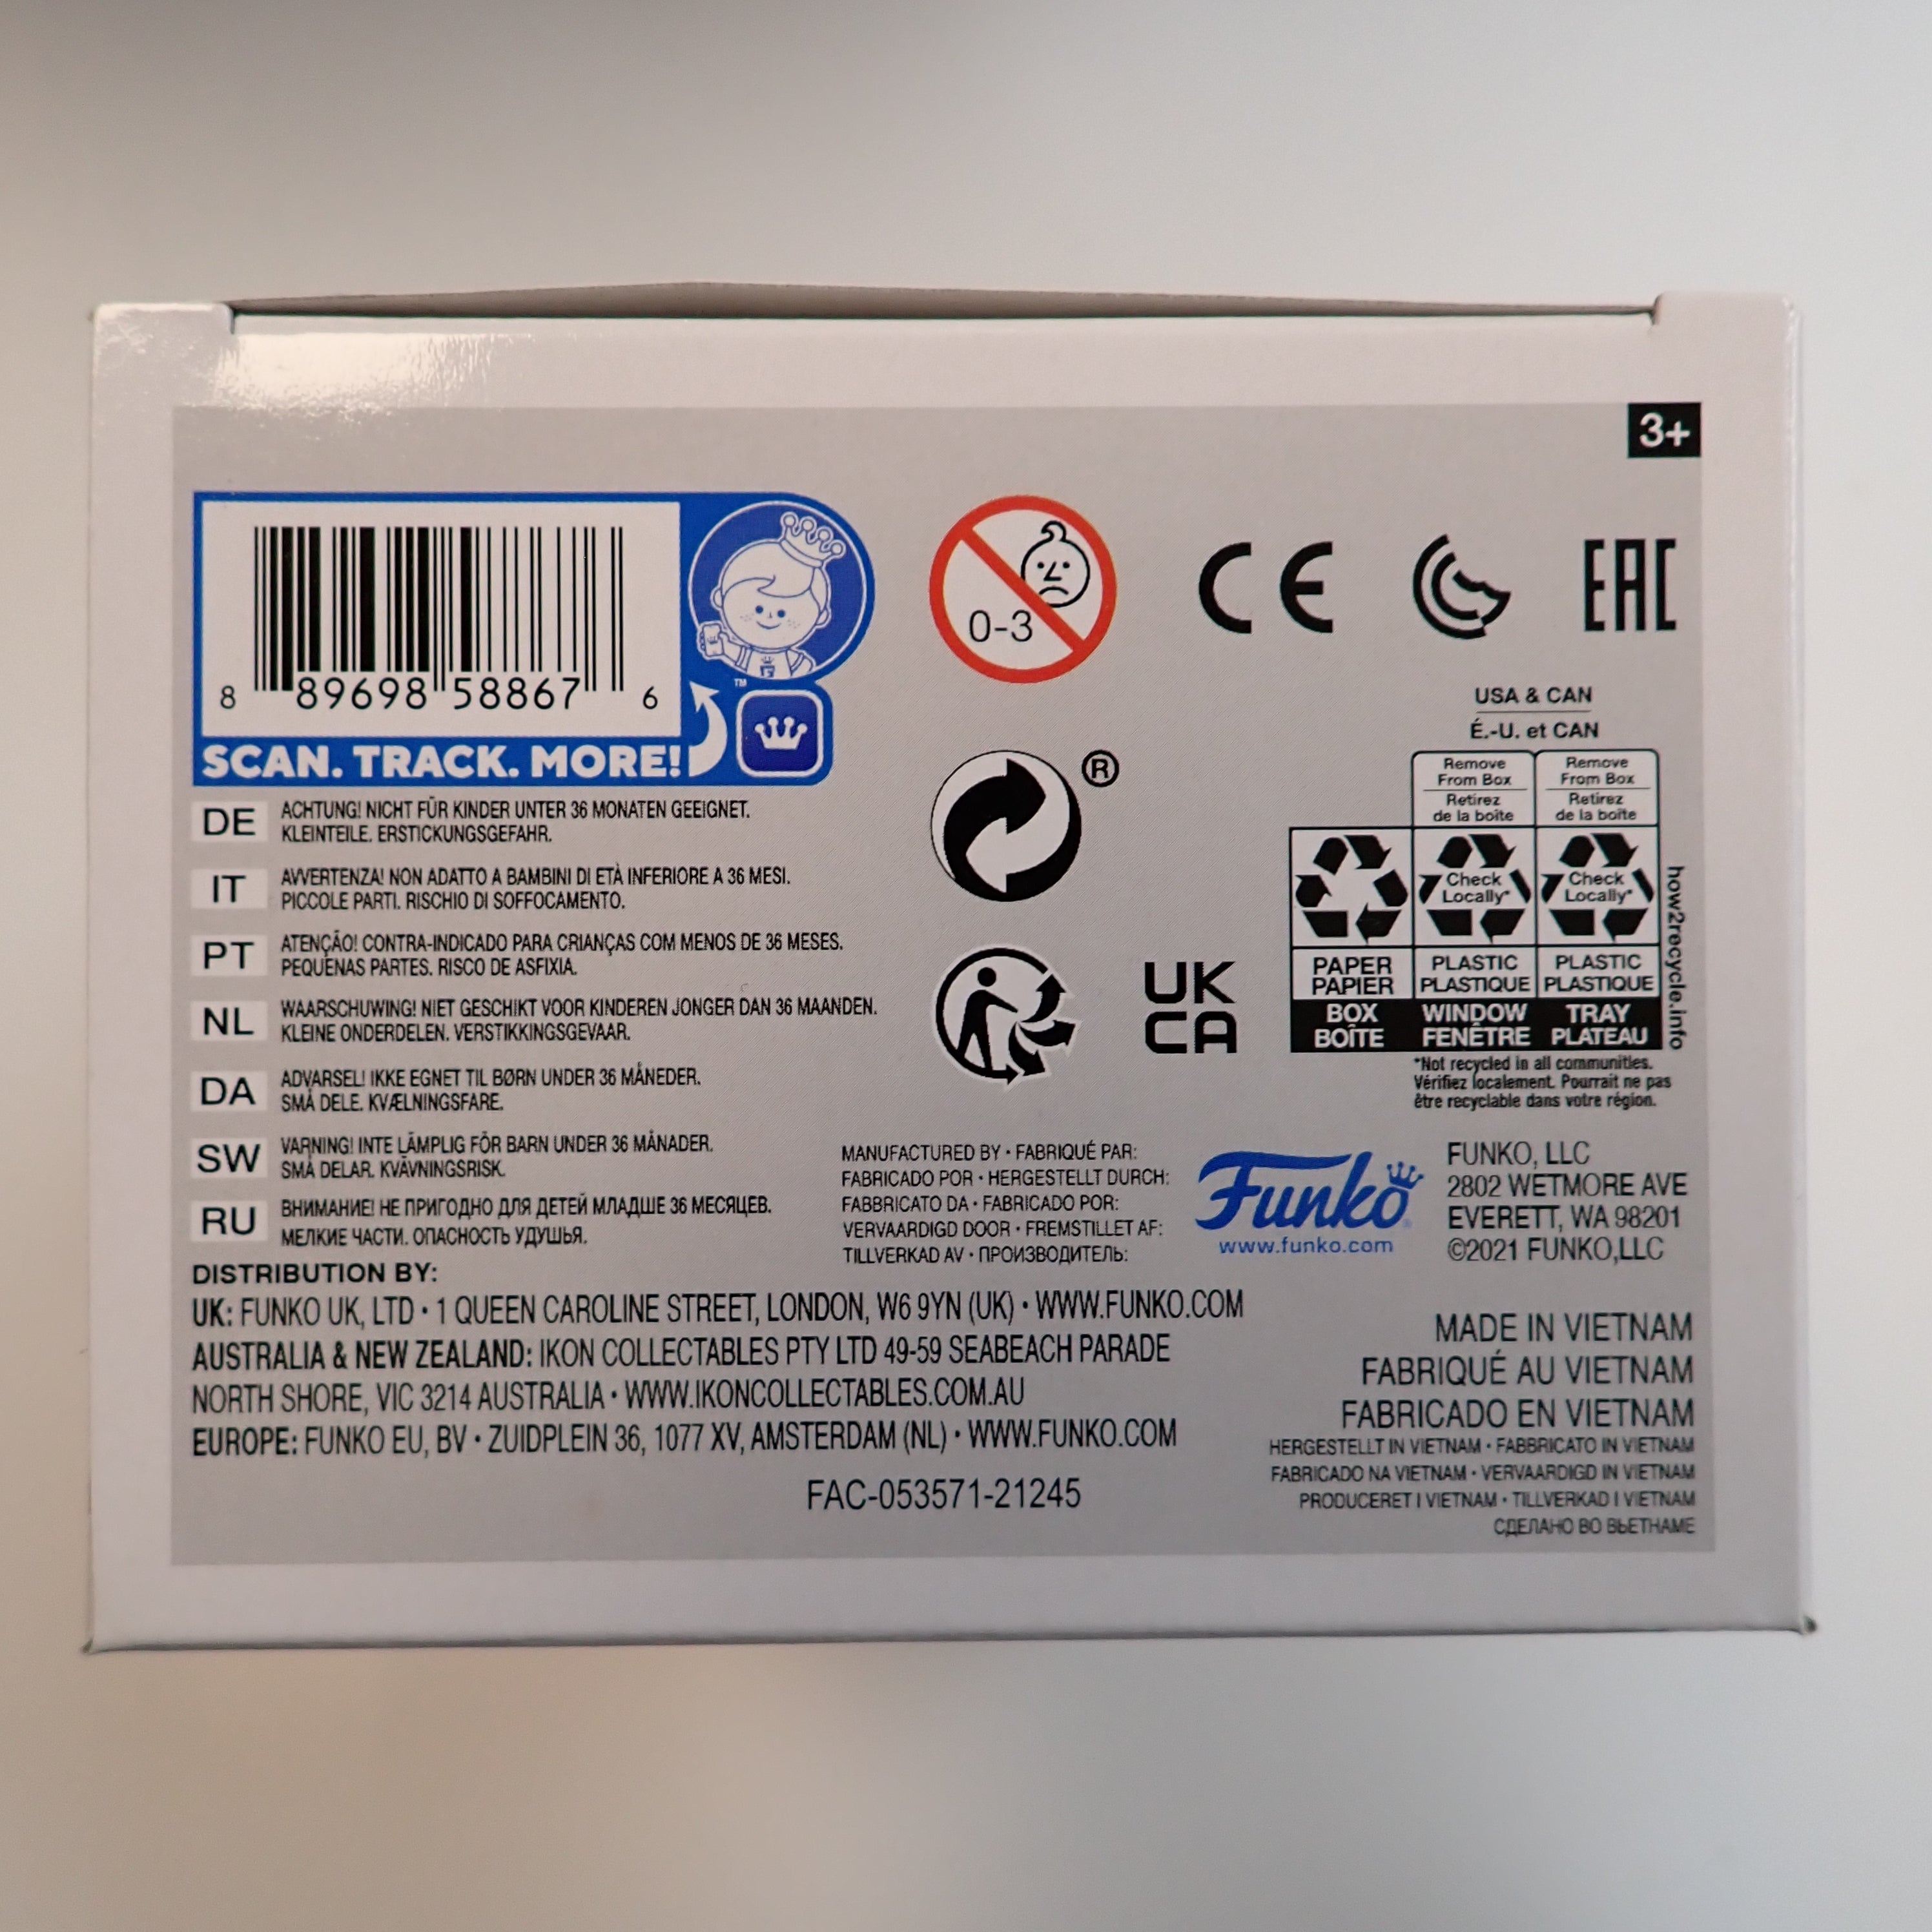 3+
8 89698 58867 6
SCAN. TRACK. MORE!
™
0-3
CE
EAC
USA & CAN
É.-U. et CAN
Remove
From Box
Retirez
de la boîte
Remove
From Box
Retirez
de la boîte
Check
Locally*
Check
Locally*
PAPER
PAPIER
PLASTIC
PLASTIQUE
PLASTIC
PLASTIQUE
BOX
BOÎTE
WINDOW
FENÊTRE
TRAY
PLATEAU
how2recycle.info
*Not recycled in all communities.
Vérifiez localement. Pourrait ne pas
être recyclable dans votre région.
®
UK
CA
DE ACHTUNG! NICHT FÜR KINDER UNTER 36 MONATEN GEEIGNET.
KLEINTEILE. ERSTICKUNGSGEFAHR.
IT AVVERTENZA! NON ADATTO A BAMBINI DI ETÀ INFERIORE A 36 MESI.
PICCOLE PARTI. RISCHIO DI SOFFOCAMENTO.
PT ATENÇÃO! CONTRA-INDICADO PARA CRIANÇAS COM MENOS DE 36 MESES.
PEQUENAS PARTES. RISCO DE ASFIXIA.
NL WAARSCHUWING! NIET GESCHIKT VOOR KINDEREN JONGER DAN 36 MAANDEN.
KLEINE ONDERDELEN. VERSTIKKINGSGEVAAR.
DA ADVARSEL! IKKE EGNET TIL BØRN UNDER 36 MÅNEDER.
SMÅ DELE. KVÆLNINGSFARE.
SW VARNING! INTE LÄMPLIG FÖR BARN UNDER 36 MÅNADER.
SMÅ DELAR. KVÄVNINGSRISK.
RU ВНИМАНИЕ! НЕ ПРИГОДНО ДЛЯ ДЕТЕЙ МЛАДШЕ 36 МЕСЯЦЕВ.
МЕЛКИЕ ЧАСТИ. ОПАСНОСТЬ УДУШЬЯ.
MANUFACTURED BY • FABRIQUÉ PAR:
FABRICADO POR • HERGESTELLT DURCH:
FABBRICATO DA • FABRICADO POR:
VERVAARDIGD DOOR • FREMSTILLET AF:
TILLVERKAD AV • ПРОИЗВОДИТЕЛЬ:
Funko
www.funko.com
FUNKO, LLC
2802 WETMORE AVE
EVERETT, WA 98201
©2021 FUNKO,LLC
DISTRIBUTION BY:
UK: FUNKO UK, LTD • 1 QUEEN CAROLINE STREET, LONDON, W6 9YN (UK) • WWW.FUNKO.COM
AUSTRALIA & NEW ZEALAND: IKON COLLECTABLES PTY LTD 49-59 SEABEACH PARADE
NORTH SHORE, VIC 3214 AUSTRALIA • WWW.IKONCOLLECTABLES.COM.AU
EUROPE: FUNKO EU, BV • ZUIDPLEIN 36, 1077 XV, AMSTERDAM (NL) • WWW.FUNKO.COM
FAC-053571-21245
MADE IN VIETNAM
FABRIQUÉ AU VIETNAM
FABRICADO EN VIETNAM
HERGESTELLT IN VIETNAM • FABBRICATO IN VIETNAM
FABRICADO NA VIETNAM • VERVAARDIGD IN VIETNAM
PRODUCERET I VIETNAM • TILLVERKAD I VIETNAM
СДЕЛАНО ВО ВЬЕТНАМЕ